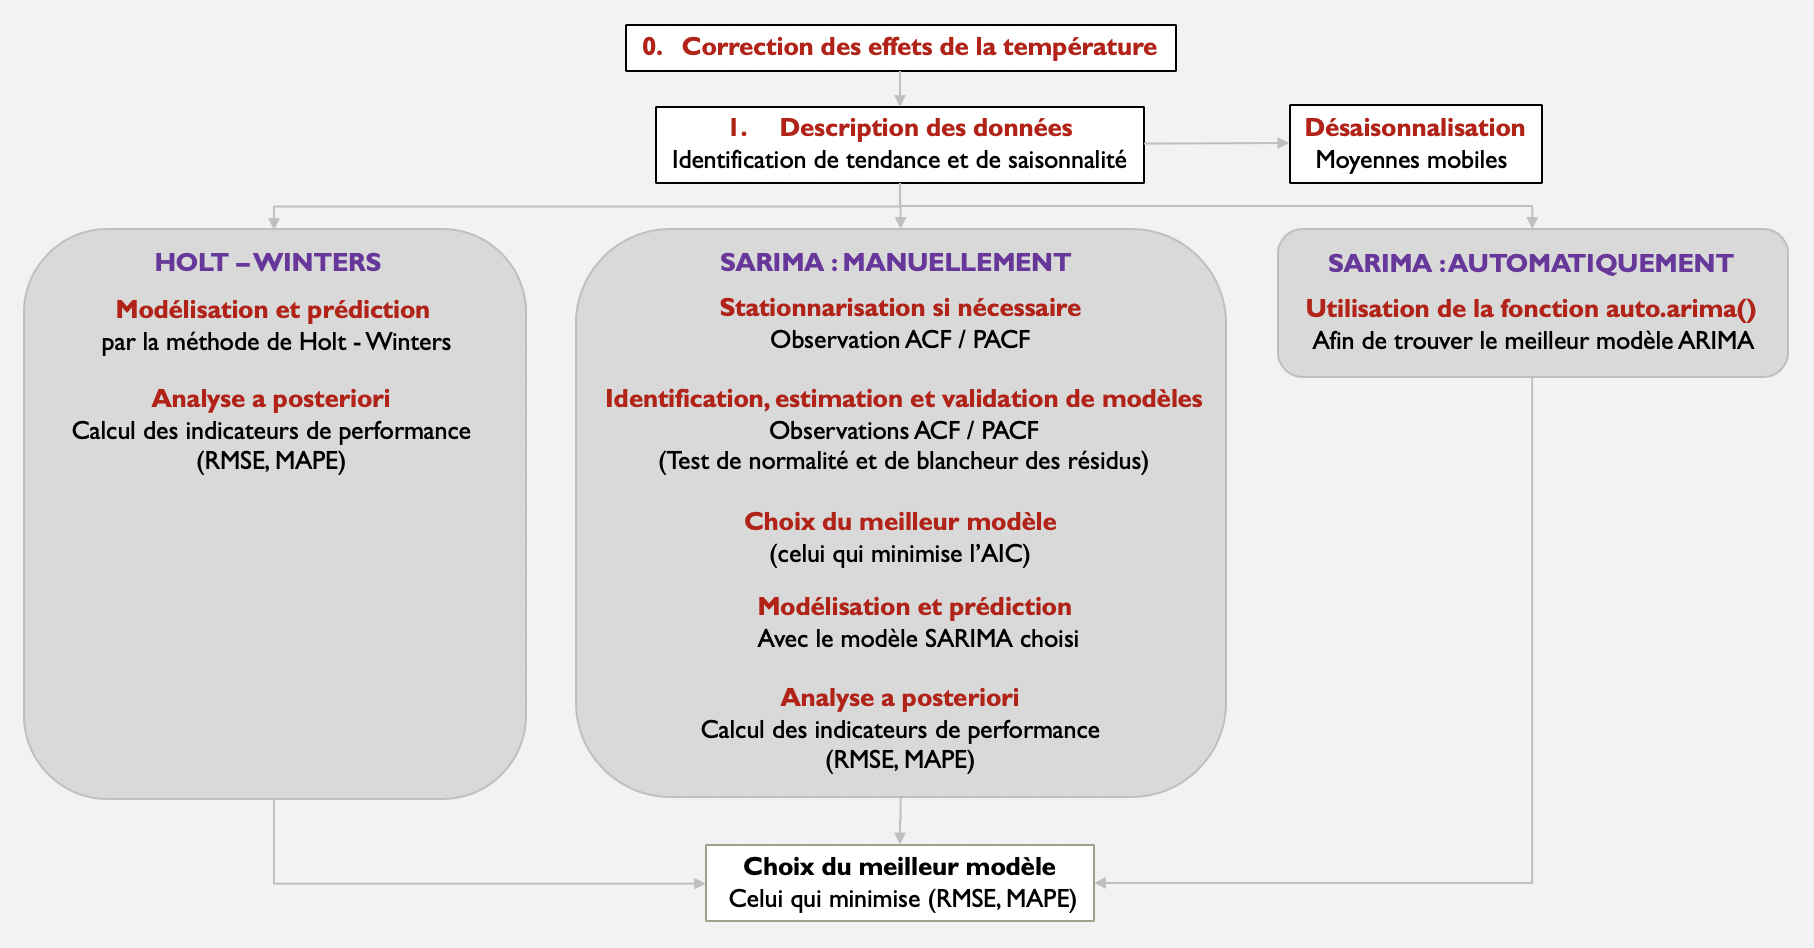 0. Correction des effets de la température
1. Description des données
Identification de tendance et de saisonnalité
Désaisonnalisation
Moyennes mobiles
HOLT – WINTERS
Modélisation et prédiction
par la méthode de Holt - Winters
Analyse a posteriori
Calcul des indicateurs de performance
(RMSE, MAPE)
SARIMA : MANUELLEMENT
Stationnarisation si nécessaire
Observation ACF / PACF
Identification, estimation et validation de modèles
Observations ACF / PACF
(Test de normalité et de blancheur des résidus)
Choix du meilleur modèle
(celui qui minimise l’AIC)
Modélisation et prédiction
Avec le modèle SARIMA choisi
Analyse a posteriori
Calcul des indicateurs de performance
(RMSE, MAPE)
SARIMA : AUTOMATIQUEMENT
Utilisation de la fonction auto.arima()
Afin de trouver le meilleur modèle ARIMA
Choix du meilleur modèle
Celui qui minimise (RMSE, MAPE)